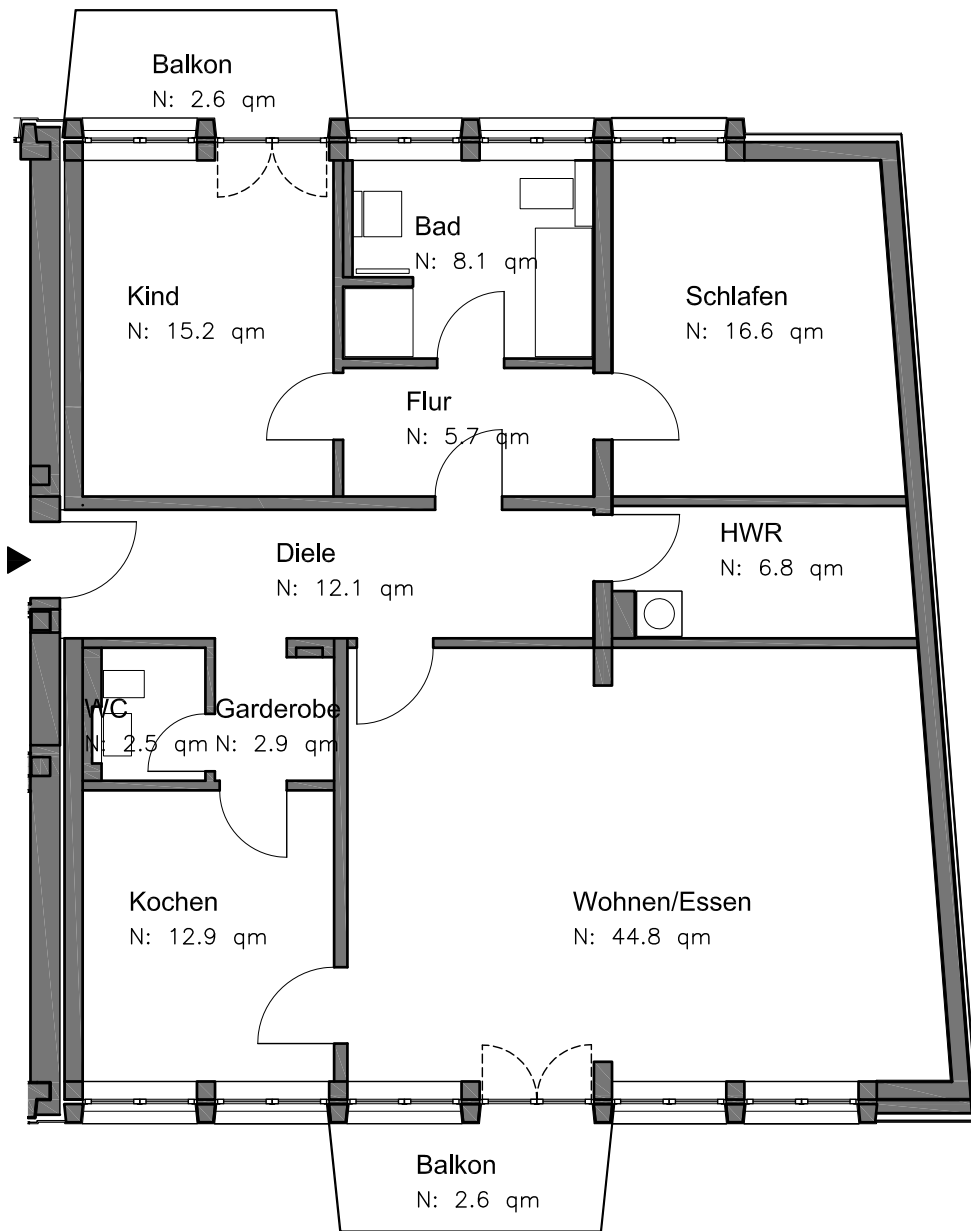 Balkon
N: 2.6 qm
Bad
N: 8.1 qm
Kind
N: 15.2 qm
Schlafen
N: 16.6 qm
Flur
N: 5.7 qm
Diele
N: 12.1 qm
HWR
N: 6.8 qm
WC
N: 2.5 qm
Garderobe
N: 2.9 qm
Kochen
N: 12.9 qm
Wohnen/Essen
N: 44.8 qm
Balkon
N: 2.6 qm